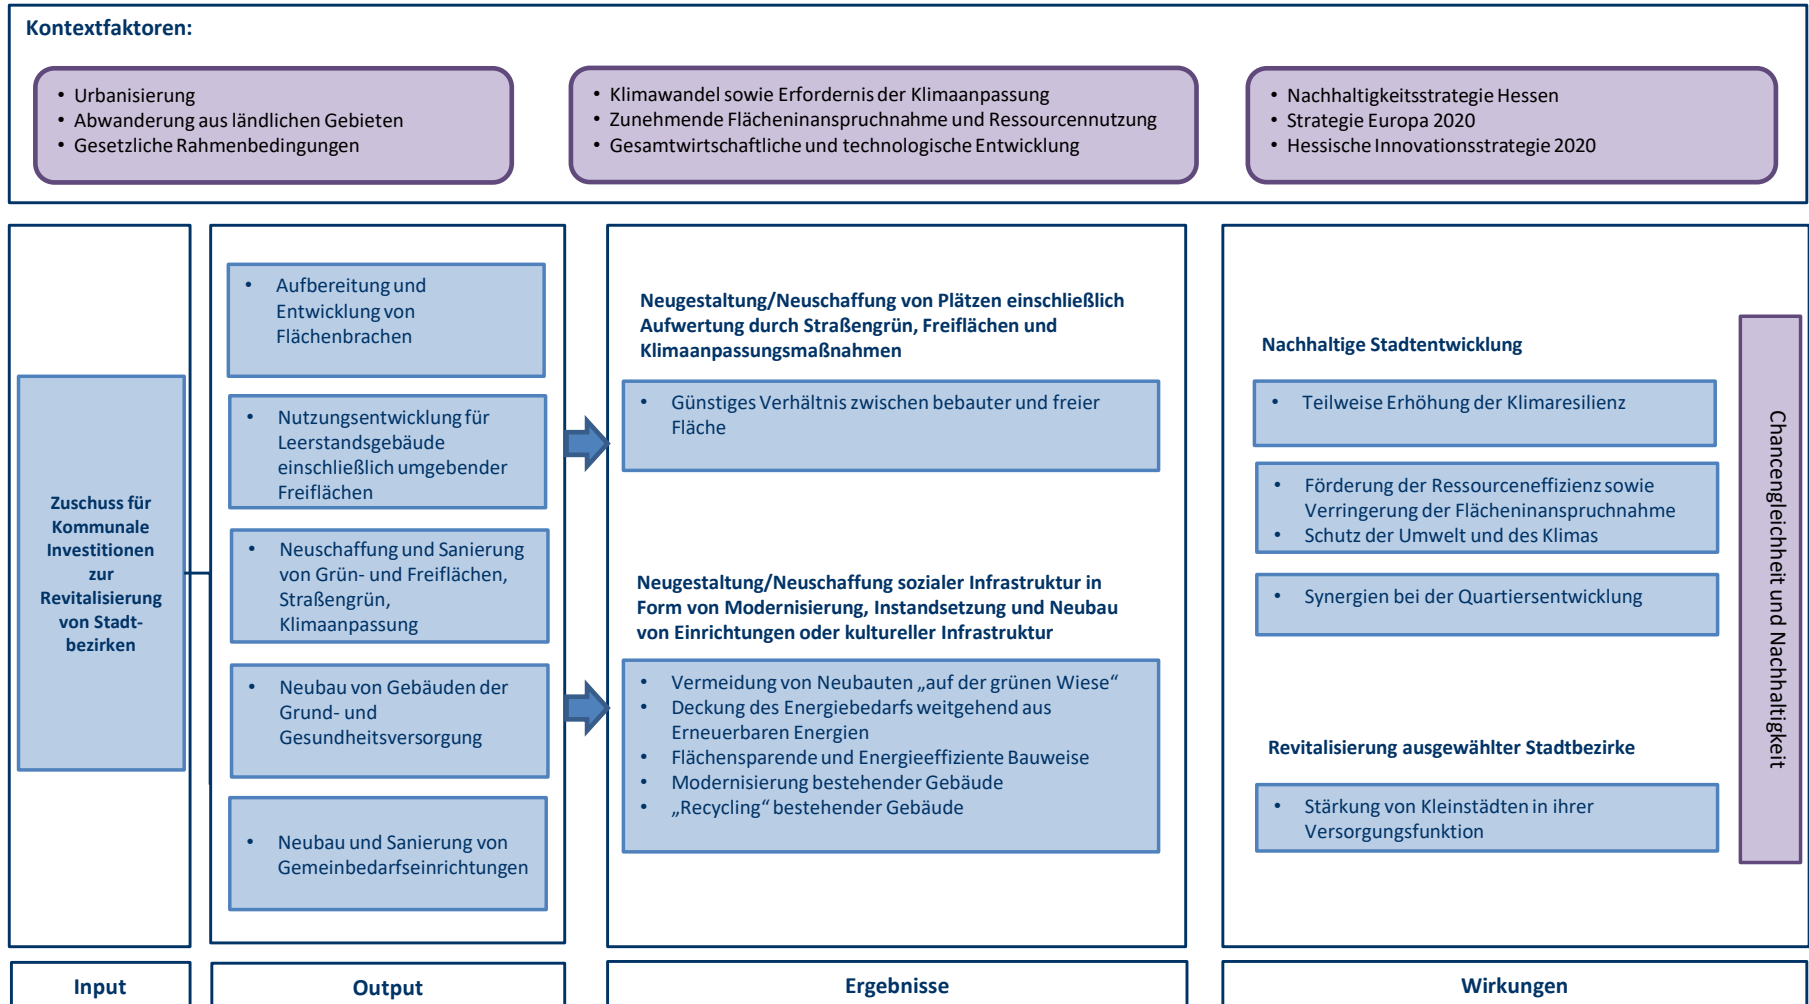 Kontextfaktoren:
• Urbanisierung
• Abwanderung aus ländlichen Gebieten
• Gesetzliche Rahmenbedingungen
• Klimawandel sowie Erfordernis der Klimaanpassung
• Zunehmende Flächeninanspruchnahme und Ressourcennutzung
• Gesamtwirtschaftliche und technologische Entwicklung
• Nachhaltigkeitsstrategie Hessen
• Strategie Europa 2020
• Hessische Innovationsstrategie 2020
Zuschuss für
Kommunale
Investitionen
zur
Revitalisierung
von Stadt-
bezirken
• Aufbereitung und
Entwicklung von
Flächenbrachen
• Nutzungsentwicklung für
Leerstandsgebäude
einschließlich umgebender
Freiflächen
• Neuschaffung und Sanierung
von Grün- und Freiflächen,
Straßengrün,
Klimaanpassung
• Neubau von Gebäuden der
Grund- und
Gesundheitsversorgung
• Neubau und Sanierung von
Gemeinbedarfseinrichtungen
Neugestaltung/Neuschaffung von Plätzen einschließlich
Aufwertung durch Straßengrün, Freiflächen und
Klimaanpassungsmaßnahmen
• Günstiges Verhältnis zwischen bebauter und freier
Fläche
Neugestaltung/Neuschaffung sozialer Infrastruktur in
Form von Modernisierung, Instandsetzung und Neubau
von Einrichtungen oder kultureller Infrastruktur
• Vermeidung von Neubauten „auf der grünen Wiese“
• Deckung des Energiebedarfs weitgehend aus
Erneuerbaren Energien
• Flächensparende und Energieeffiziente Bauweise
• Modernisierung bestehender Gebäude
• „Recycling“ bestehender Gebäude
Nachhaltige Stadtentwicklung
• Teilweise Erhöhung der Klimaresilienz
• Förderung der Ressourceneffizienz sowie
Verringerung der Flächeninanspruchnahme
• Schutz der Umwelt und des Klimas
• Synergien bei der Quartiersentwicklung
Revitalisierung ausgewählter Stadtbezirke
• Stärkung von Kleinstädten in ihrer
Versorgungsfunktion
Chancengleichheit und Nachhaltigkeit
Input
Output
Ergebnisse
Wirkungen